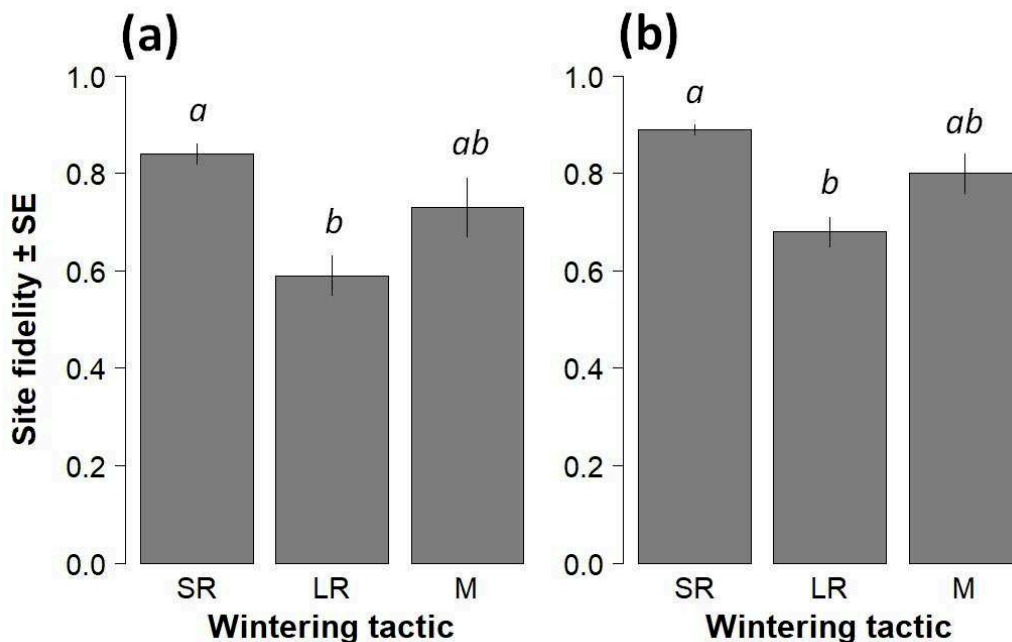 (a)
Site fidelity ± SE
1.0
0.8
0.6
0.4
0.2
0.0
a
b
ab
SR LR M
Wintering tactic
(b)
1.0
0.8
0.6
0.4
0.2
0.0
a
b
ab
SR LR M
Wintering tactic